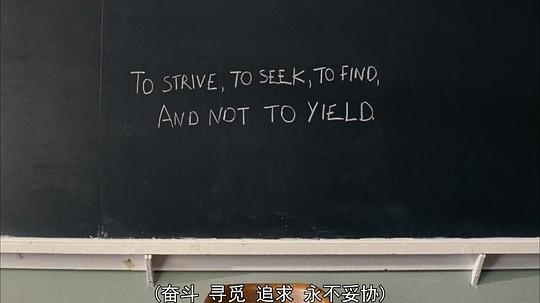 TO STRIVE, TO SEEK, TO FIND,
AND NOT TO YIELD.
(奋斗 寻觅 追求 永不妥协)